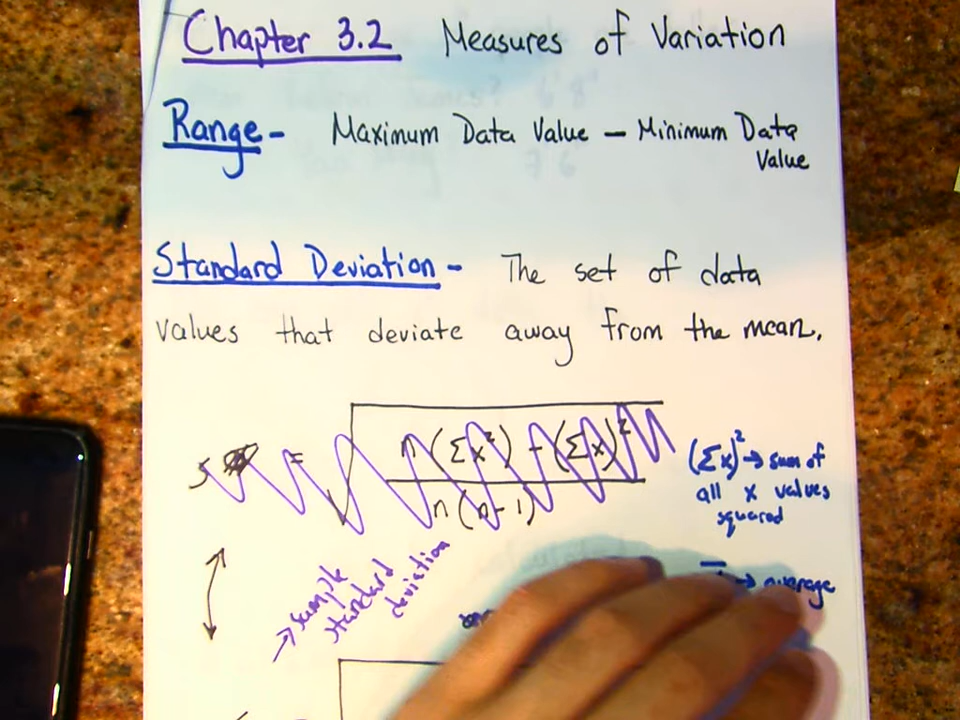 Chapter 3.2 Measures of Variation
Range - Maximum Data Value - Minimum Data
Value
Standard Deviation - The set of data
values that deviate away from the mean.
s = √ n(Σx²) - (Σx)²
n(n-1)
(Σx)² → sum of
all x values
squared
→ average
→ sample
standard
deviation